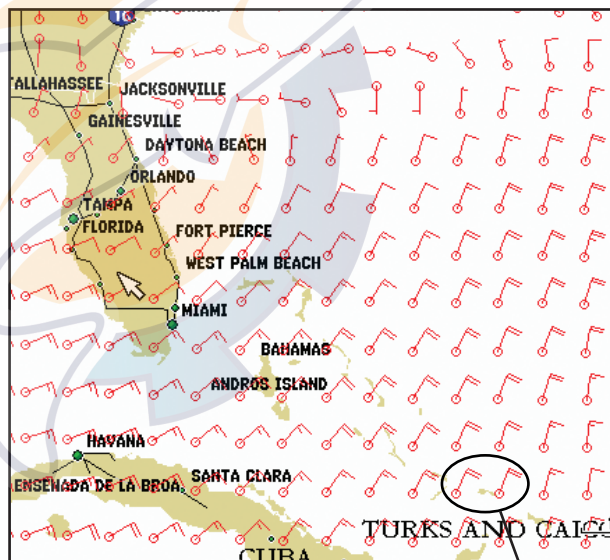 10
TALLAHASSEE
JACKSONVILLE
GAINESVILLE
DAYTONA BEACH
ORLANDO
TAMPA
FLORIDA
FORT PIERCE
WEST PALM BEACH
MIAMI
BAHAMAS
ANDROS ISLAND
HAVANA
SANTA CLARA
ENSENADA DE LA BROA
TURKS AND CAICO
CUBA